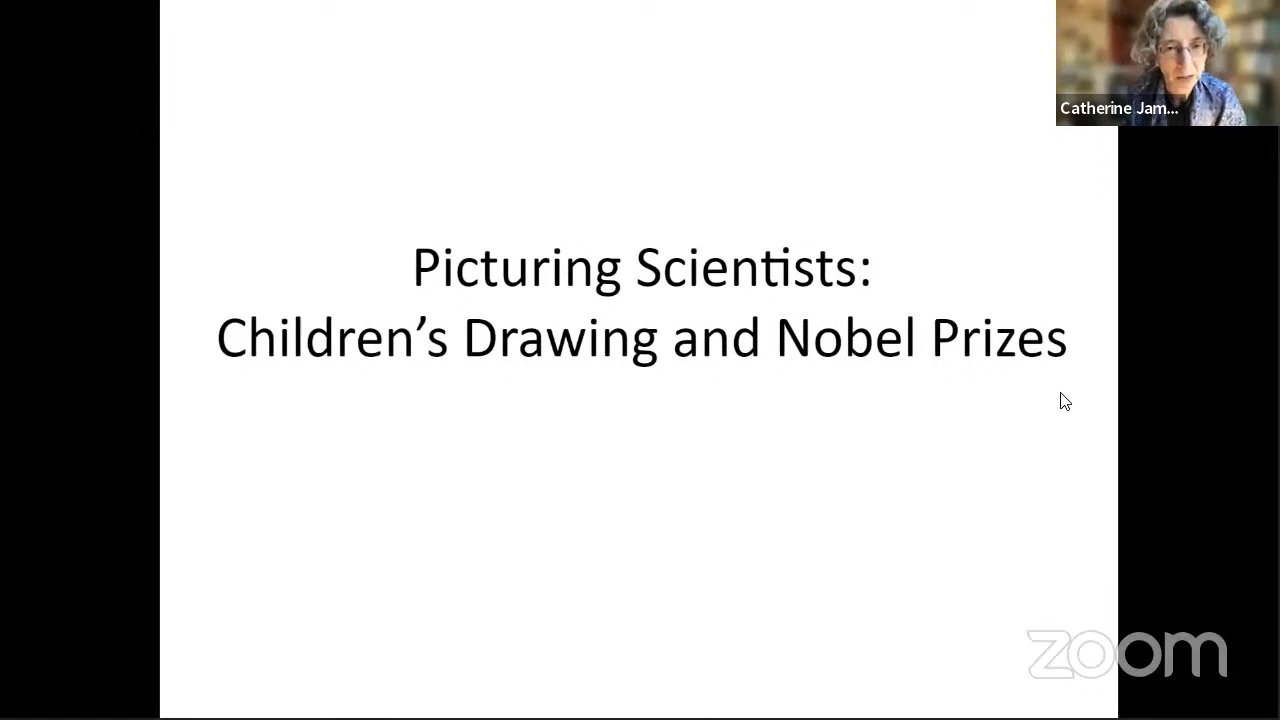 Catherine Jam...
Picturing Scientists:
Children’s Drawing and Nobel Prizes
zoom